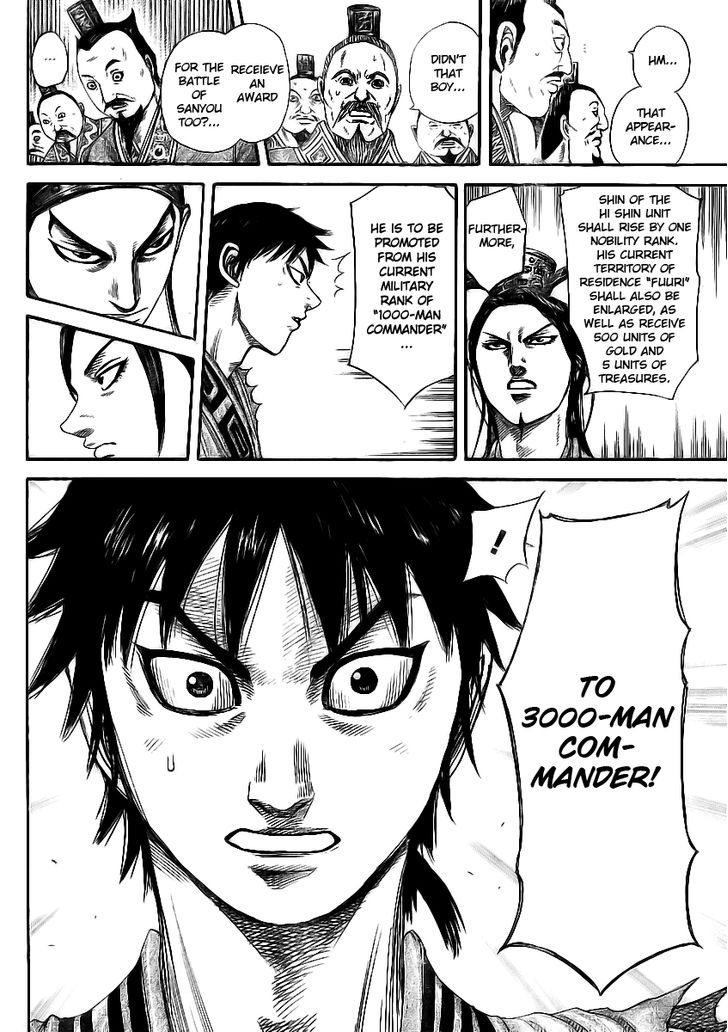 HM...
THAT
APPEAR-
ANCE...
DIDN'T
THAT
BOY...
RECEIEVE
AN
AWARD
FOR THE
BATTLE
OF
SANYOU
TOO?...
...
SHIN OF THE
HI SHIN UNIT
SHALL RISE BY ONE
NOBILITY RANK.
HIS CURRENT
TERRITORY OF
RESIDENCE "FUURI"
SHALL ALSO BE
ENLARGED, AS
WELL AS RECEIVE
500 UNITS OF
GOLD AND
5 UNITS OF
TREASURES.
FURTHER-
MORE,
HE IS TO BE
PROMOTED
FROM HIS
CURRENT
MILITARY
RANK OF
"1000-MAN
COMMANDER"
...
!
TO
3000-MAN
COM-
MANDER!